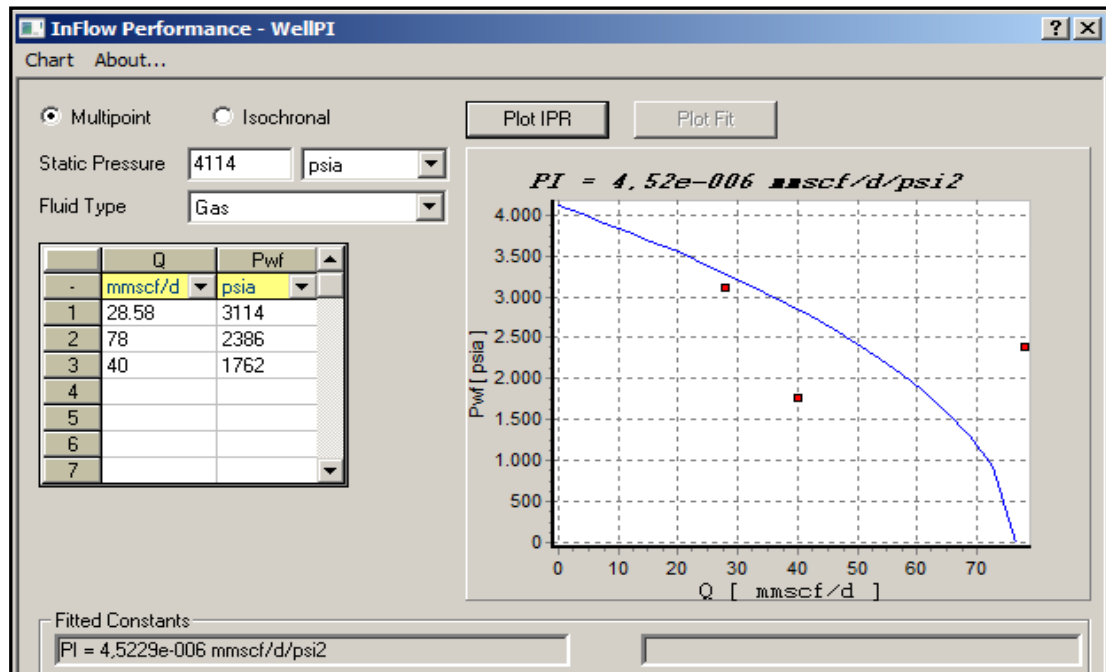 InFlow Performance - WellPI
Chart About...
Multipoint Isochronal
Plot IPR Plot Fit
Static Pressure 4114 psia
Fluid Type Gas
Q Pwf
- mmscf/d psia
1 28.58 3114
2 78 2386
3 40 1762
4
5
6
7
PI = 4,52e-006 mmscf/d/psi2
4.000
3.500
3.000
2.500
2.000
1.500
1.000
500
0
Pwf [ psia ]
0 10 20 30 40 50 60 70
Q [ mmscf/d ]
Fitted Constants
PI = 4,5229e-006 mmscf/d/psi2